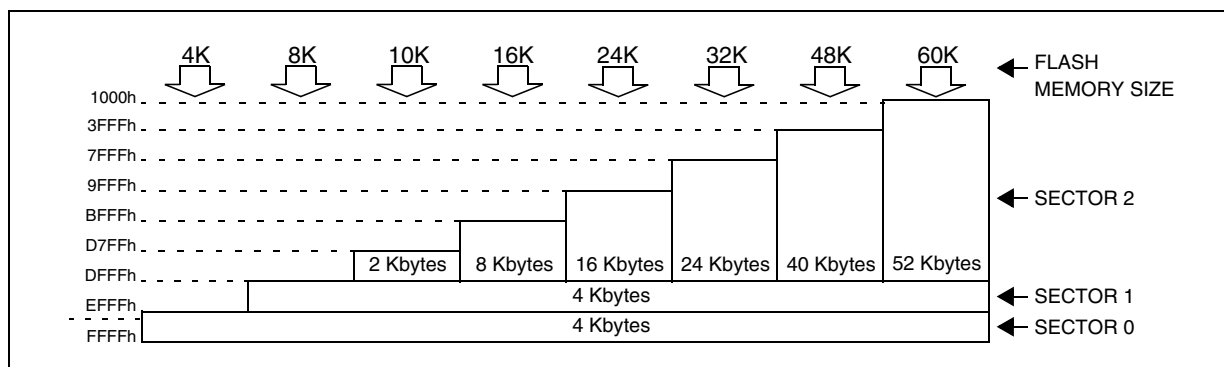 4K 8K 10K 16K 24K 32K 48K 60K
FLASH
MEMORY SIZE
1000h
3FFFh
7FFFh
9FFFh
SECTOR 2
BFFFh
D7FFh
2 Kbytes 8 Kbytes 16 Kbytes 24 Kbytes 40 Kbytes 52 Kbytes
DFFFh
4 Kbytes
SECTOR 1
EFFFh
4 Kbytes
SECTOR 0
FFFFh